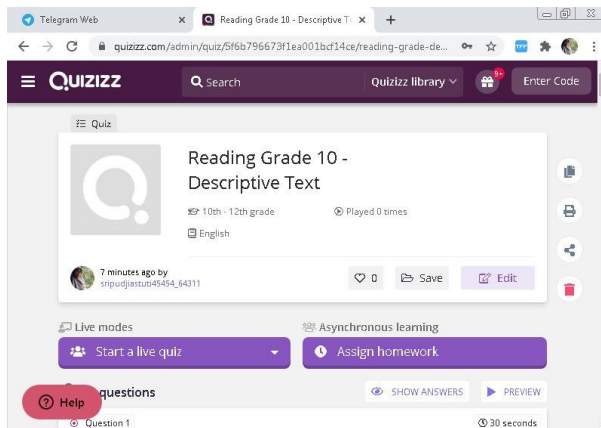 Telegram Web
Reading Grade 10 - Descriptive T
quizizz.com/admin/quiz/5f6b796673f1ea001bcf14ce/reading-grade-de...
QUIZIZZ
Search
Quizizz library
9+
Enter Code
Quiz
Reading Grade 10 -
Descriptive Text
10th - 12th grade
Played 0 times
English
7 minutes ago by
sripudjiastuti45454_64311
0
Save
Edit
Live modes
Asynchronous learning
Start a live quiz
Assign homework
Help
questions
SHOW ANSWERS
PREVIEW
Question 1
30 seconds